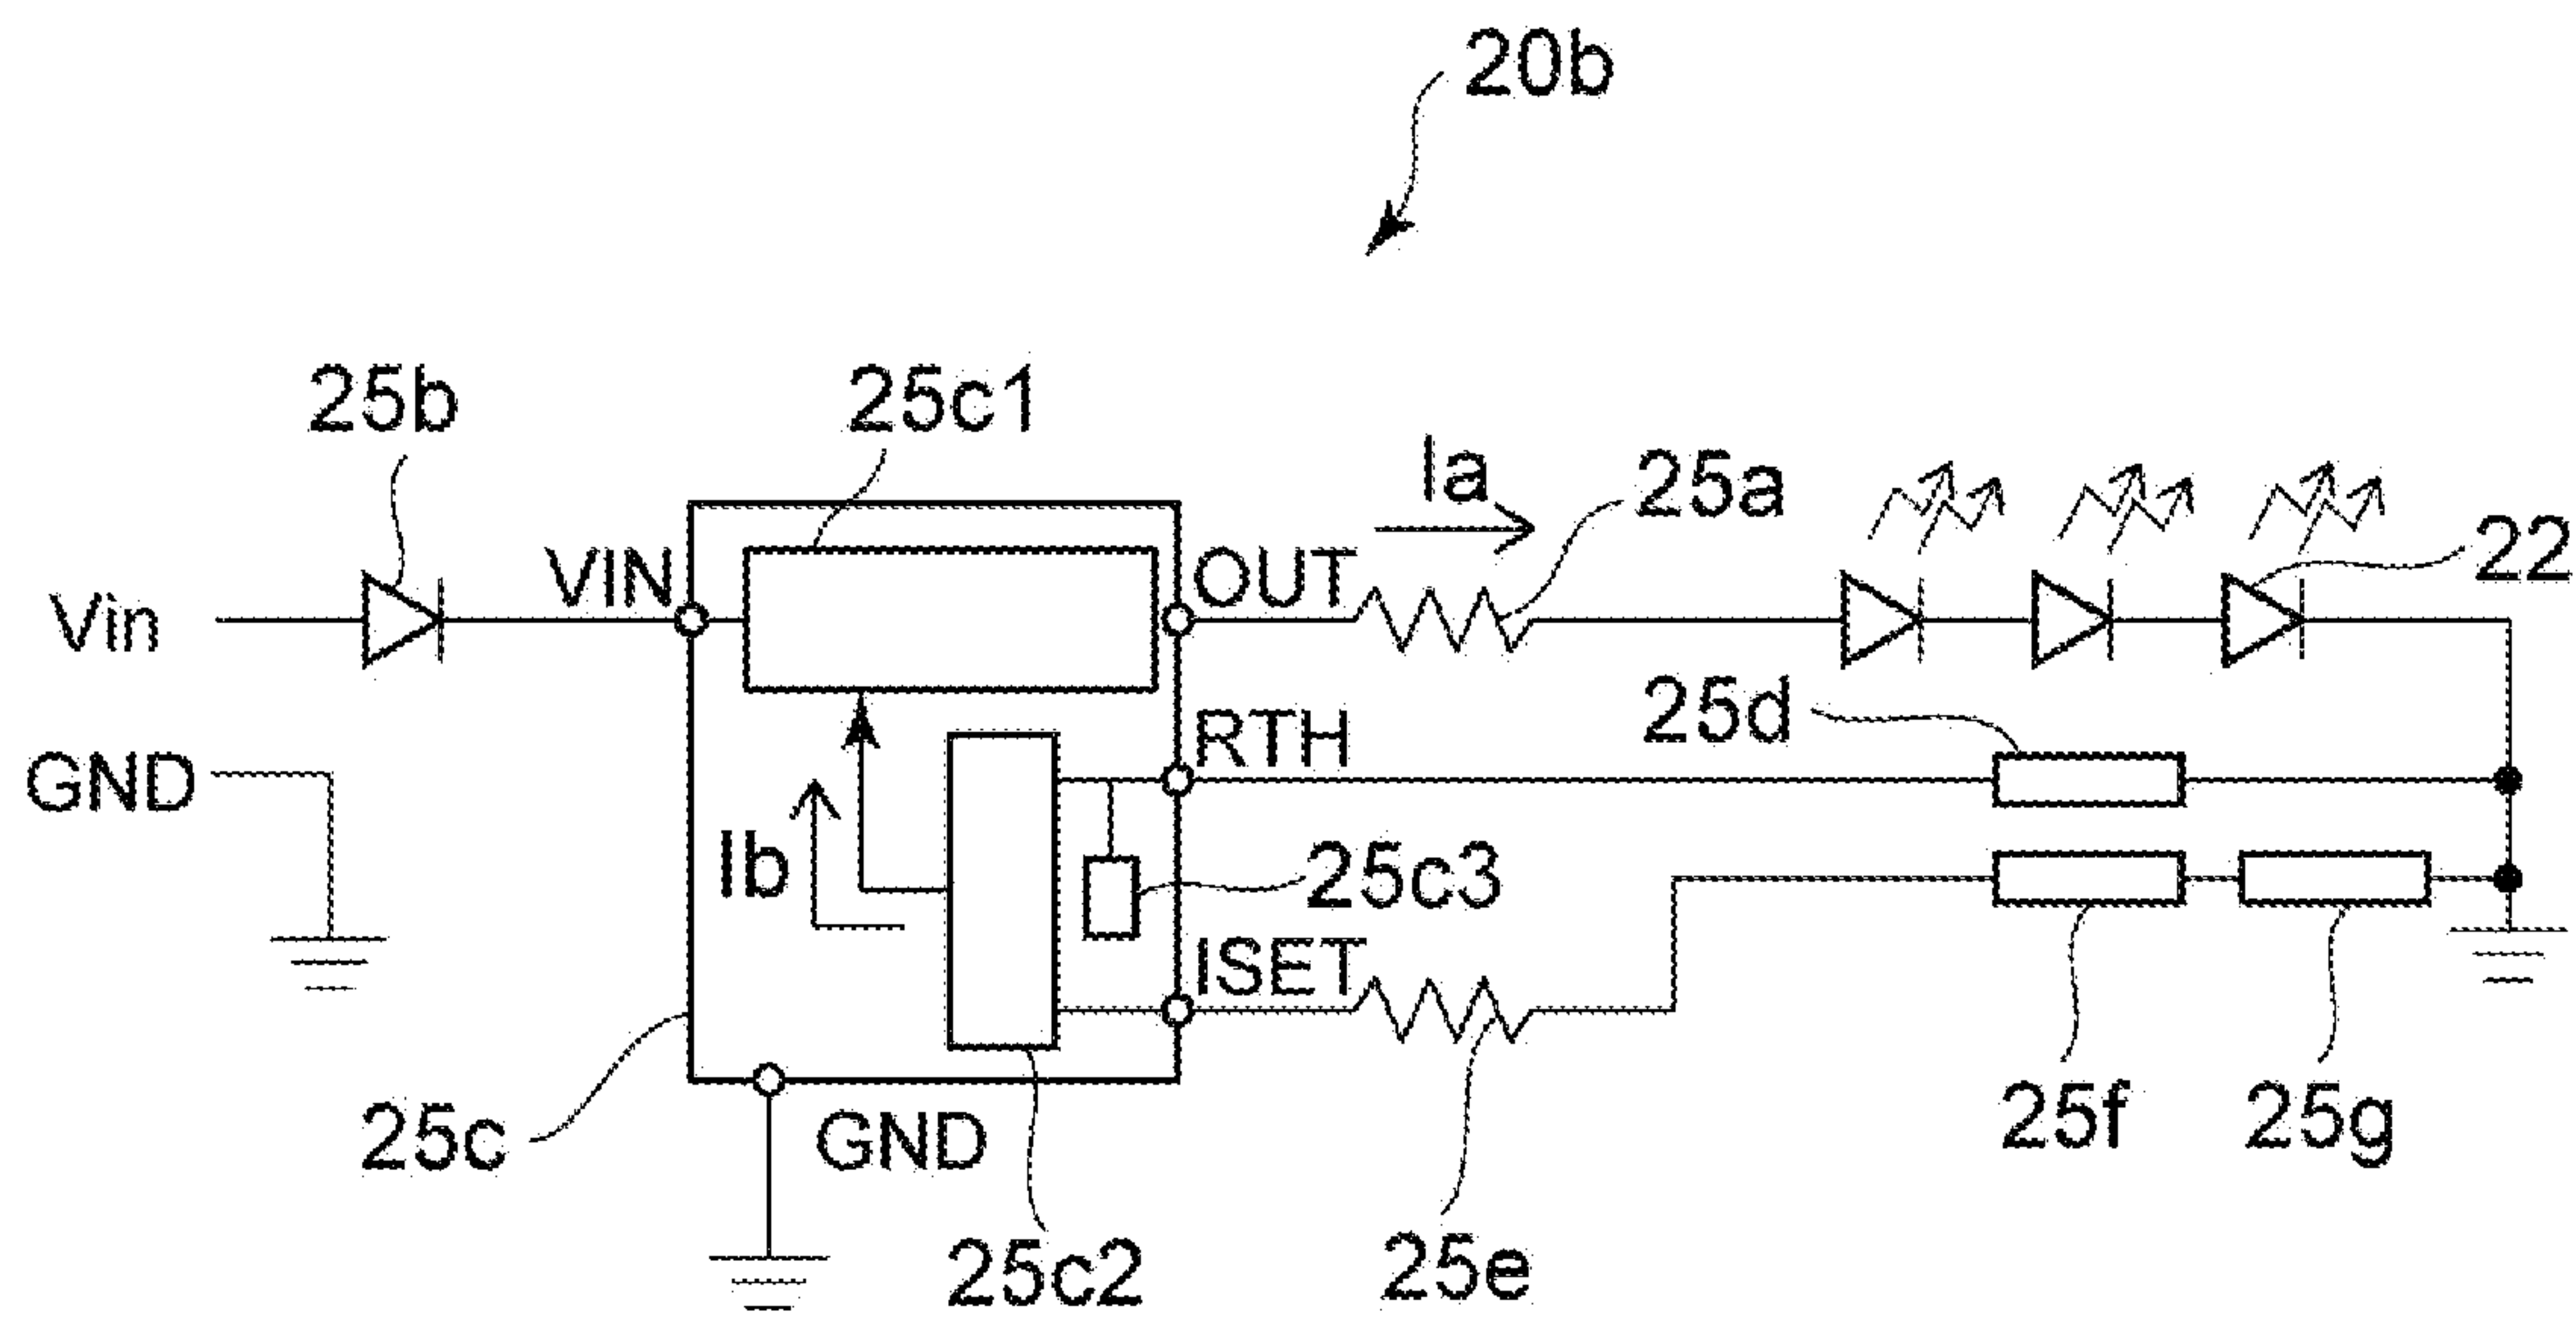 20b
25b
25c1
Ia
25a
22
VIN
OUT
Vin
25d
RTH
GND
Ib
25c3
ISET
25c
GND
25f
25g
25c2
25e